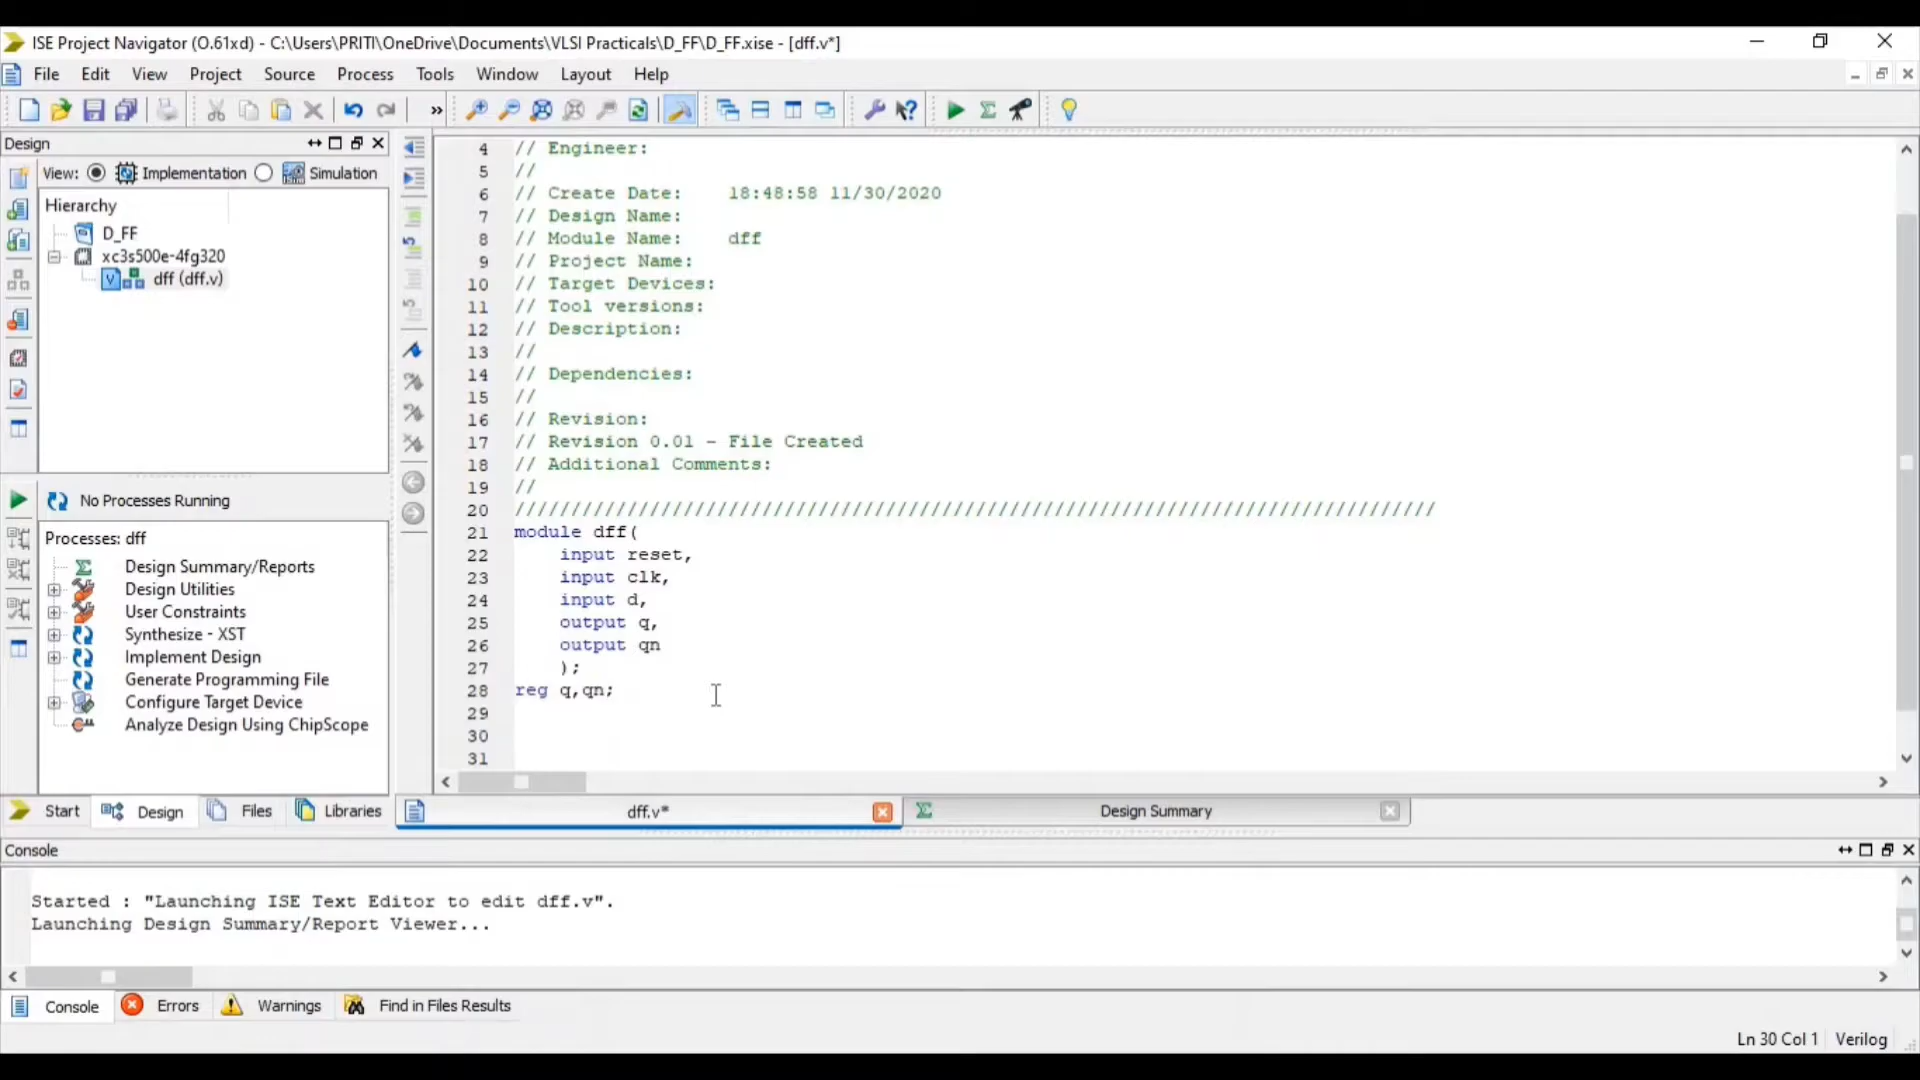 ISE Project Navigator (O.61xd) - C:\Users\PRITI\OneDrive\Documents\VLSI Practicals\D_FF\D_FF.xise - [dff.v*]
File Edit View Project Source Process Tools Window Layout Help
»
Design
View: Implementation Simulation
Hierarchy
D_FF
xc3s500e-4fg320
dff (dff.v)
No Processes Running
Processes: dff
Design Summary/Reports
Design Utilities
User Constraints
Synthesize - XST
Implement Design
Generate Programming File
Configure Target Device
Analyze Design Using ChipScope
Start Design Files Libraries
4 // Engineer:
5 //
6 // Create Date: 18:48:58 11/30/2020
7 // Design Name:
8 // Module Name: dff
9 // Project Name:
10 // Target Devices:
11 // Tool versions:
12 // Description:
13 //
14 // Dependencies:
15 //
16 // Revision:
17 // Revision 0.01 - File Created
18 // Additional Comments:
19 //
20 //////////////////////////////////////////////////////////////////////////////////
21 module dff(
22 input reset,
23 input clk,
24 input d,
25 output q,
26 output qn
27 );
28 reg q,qn;
29
30
31
dff.v* Design Summary
Console
Started : "Launching ISE Text Editor to edit dff.v".
Launching Design Summary/Report Viewer...
Console Errors Warnings Find in Files Results
Ln 30 Col 1 Verilog